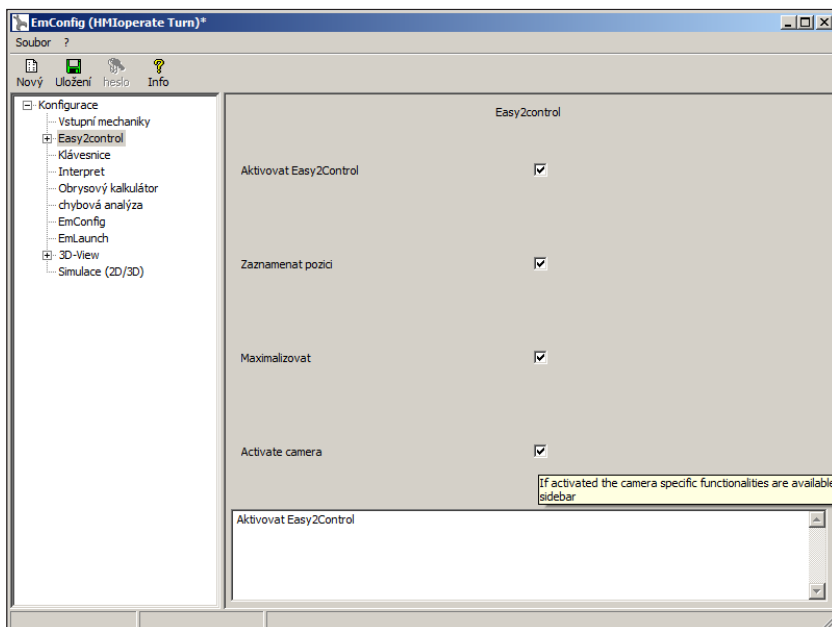 EmConfig (HMIoperate Turn)*
Soubor ?
Nový Uložení heslo Info
Konfigurace
Vstupní mechaniky
Easy2control
Klávesnice
Interpret
Obrysový kalkulátor
chybová analýza
EmConfig
EmLaunch
3D-View
Simulace (2D/3D)
Easy2control
Aktivovat Easy2Control
Zaznamenat pozici
Maximalizovat
Activate camera
If activated the camera specific functionalities are available
sidebar
Aktivovat Easy2Control